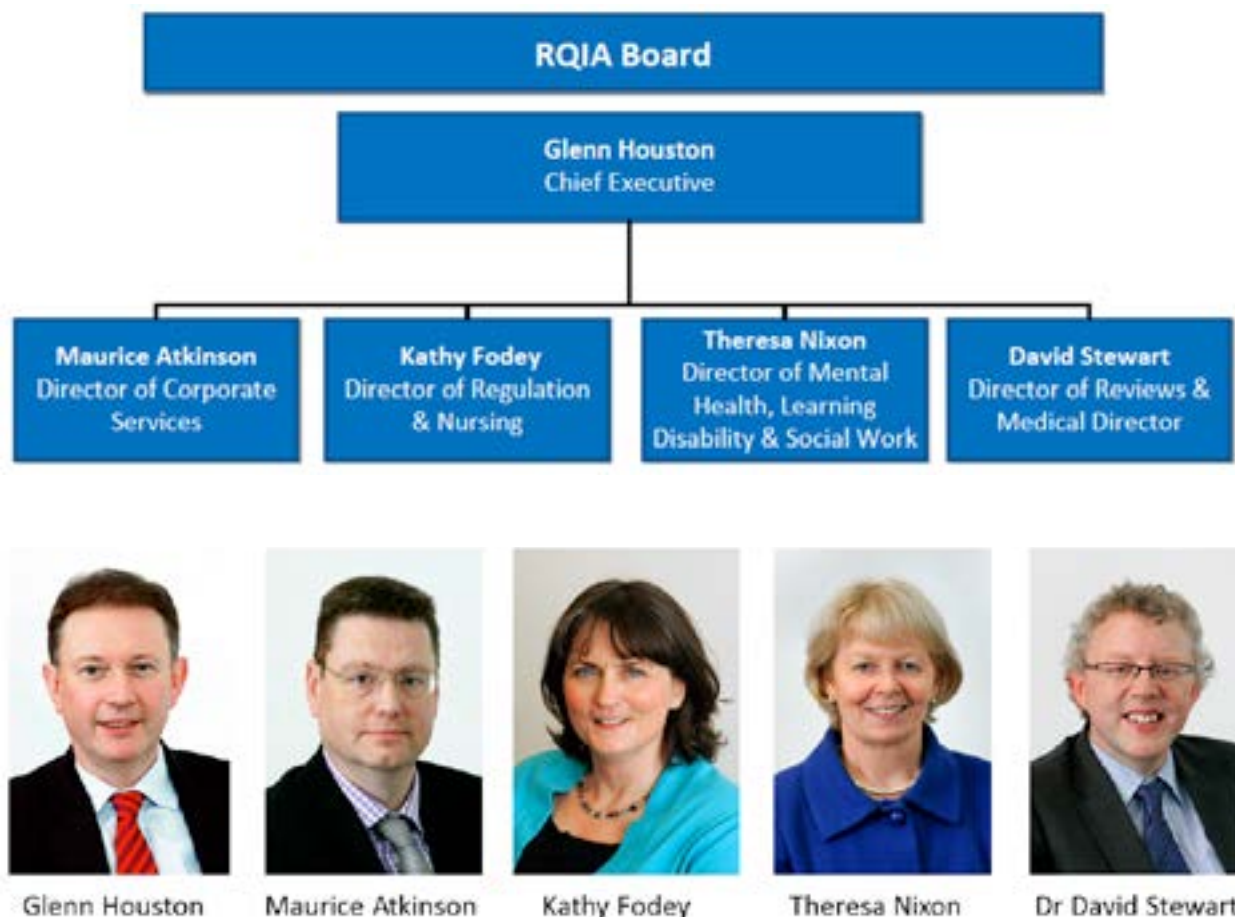 RQIA Board
Glenn Houston
Chief Executive
Maurice Atkinson
Director of Corporate
Services
Kathy Fodey
Director of Regulation
& Nursing
Theresa Nixon
Director of Mental
Health, Learning
Disability & Social Work
David Stewart
Director of Reviews &
Medical Director
Glenn Houston
Maurice Atkinson
Kathy Fodey
Theresa Nixon
Dr David Stewart